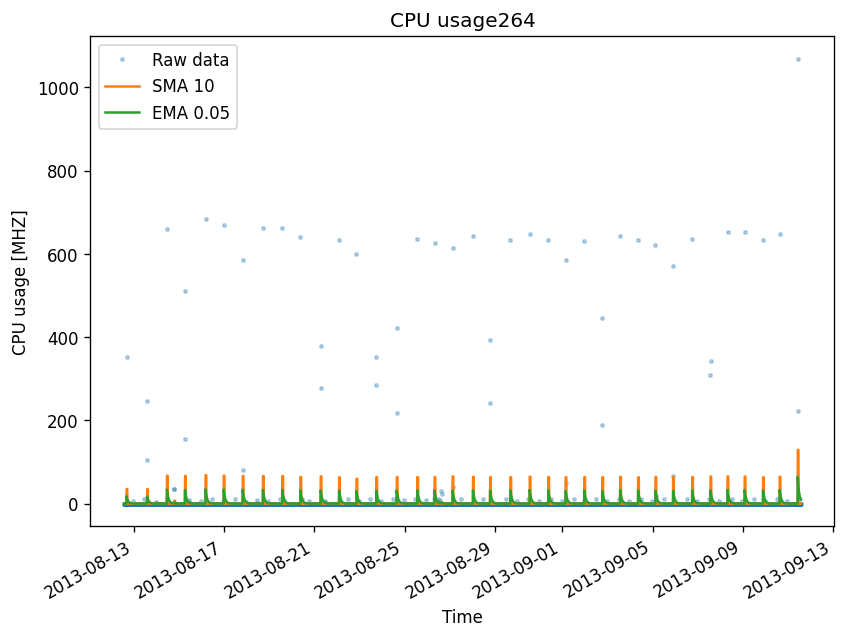 CPU usage264
Raw data
SMA 10
EMA 0.05
1000
800
600
400
200
0
CPU usage [MHZ]
2013-08-13
2013-08-17
2013-08-21
2013-08-25
2013-08-29
2013-09-01
2013-09-05
2013-09-09
2013-09-13
Time